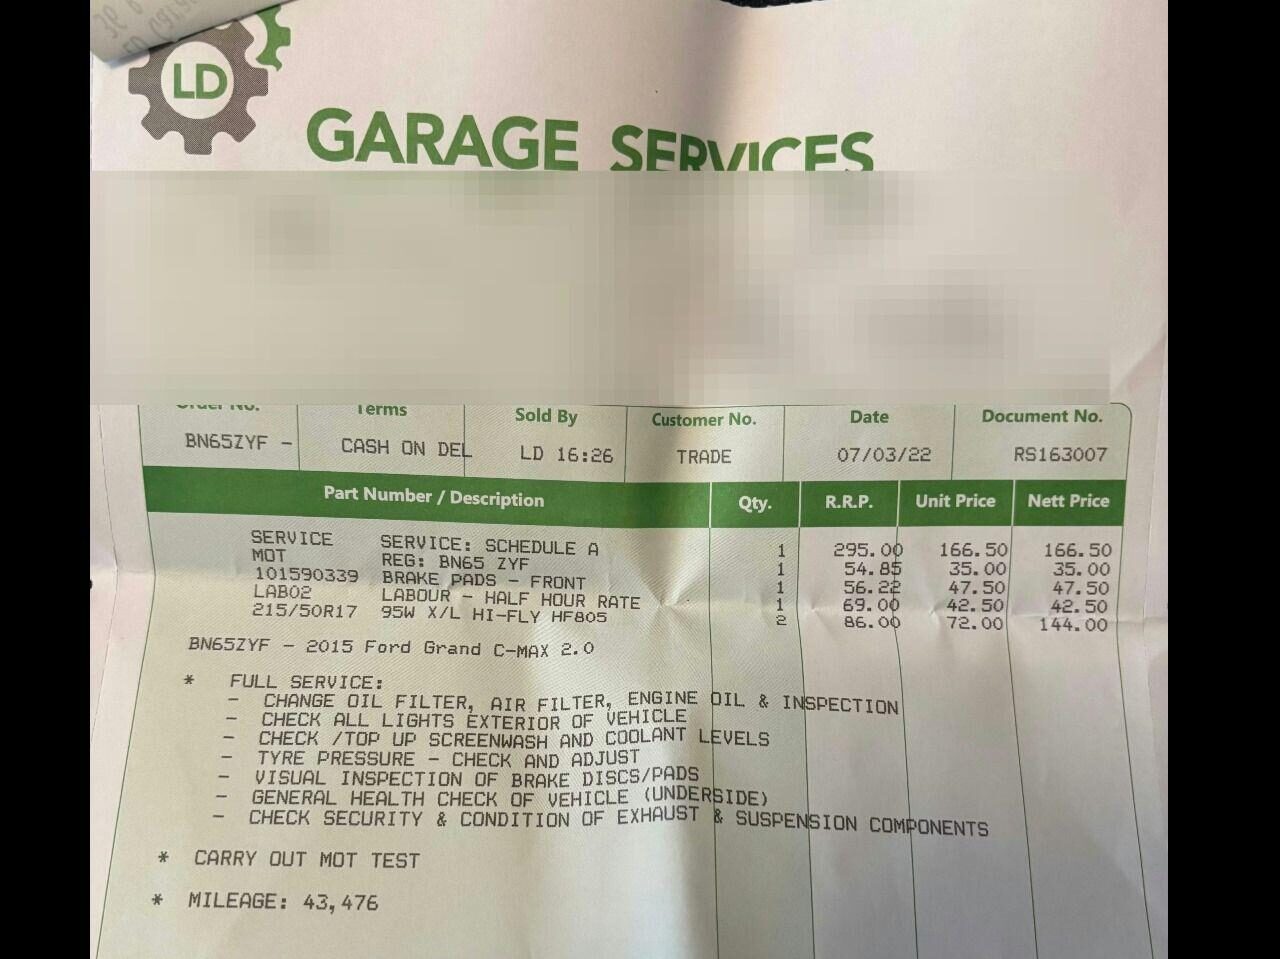 LD
GARAGE SERVICES
Order No. Terms Sold By Customer No. Date Document No.
BN65ZYF - CASH ON DEL LD 16:26 TRADE 07/03/22 RS163007
Part Number / Description Qty. R.R.P. Unit Price Nett Price
SERVICE SERVICE: SCHEDULE A 1 295.00 166.50 166.50
MOT REG: BN65 ZYF 1 54.85 35.00 35.00
101590339 BRAKE PADS - FRONT 1 56.22 47.50 47.50
LAB02 LABOUR - HALF HOUR RATE 1 69.00 42.50 42.50
215/50R17 95W X/L HI-FLY HF805 2 86.00 72.00 144.00
BN65ZYF - 2015 Ford Grand C-MAX 2.0
* FULL SERVICE:
- CHANGE OIL FILTER, AIR FILTER, ENGINE OIL & INSPECTION
- CHECK ALL LIGHTS EXTERIOR OF VEHICLE
- CHECK /TOP UP SCREENWASH AND COOLANT LEVELS
- TYRE PRESSURE - CHECK AND ADJUST
- VISUAL INSPECTION OF BRAKE DISCS/PADS
- GENERAL HEALTH CHECK OF VEHICLE (UNDERSIDE)
- CHECK SECURITY & CONDITION OF EXHAUST & SUSPENSION COMPONENTS
* CARRY OUT MOT TEST
* MILEAGE: 43,476